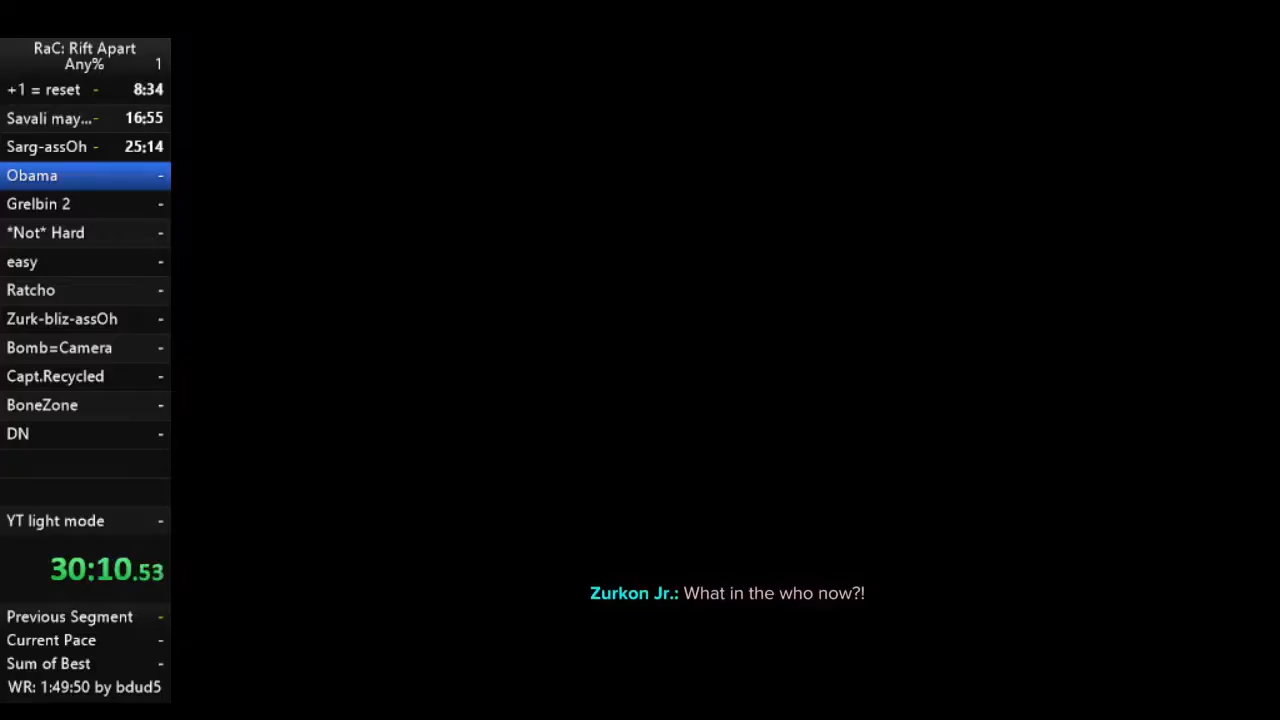 RaC: Rift Apart
Any% 1
+1 = reset - 8:34
Savali may...- 16:55
Sarg-assOh - 25:14
Obama -
Grelbin 2 -
*Not* Hard -
easy -
Ratcho -
Zurk-bliz-assOh -
Bomb=Camera -
Capt.Recycled -
BoneZone -
DN -
YT light mode -
30:10.53
Zurkon Jr.: What in the who now?!
Previous Segment -
Current Pace -
Sum of Best -
WR: 1:49:50 by bdud5